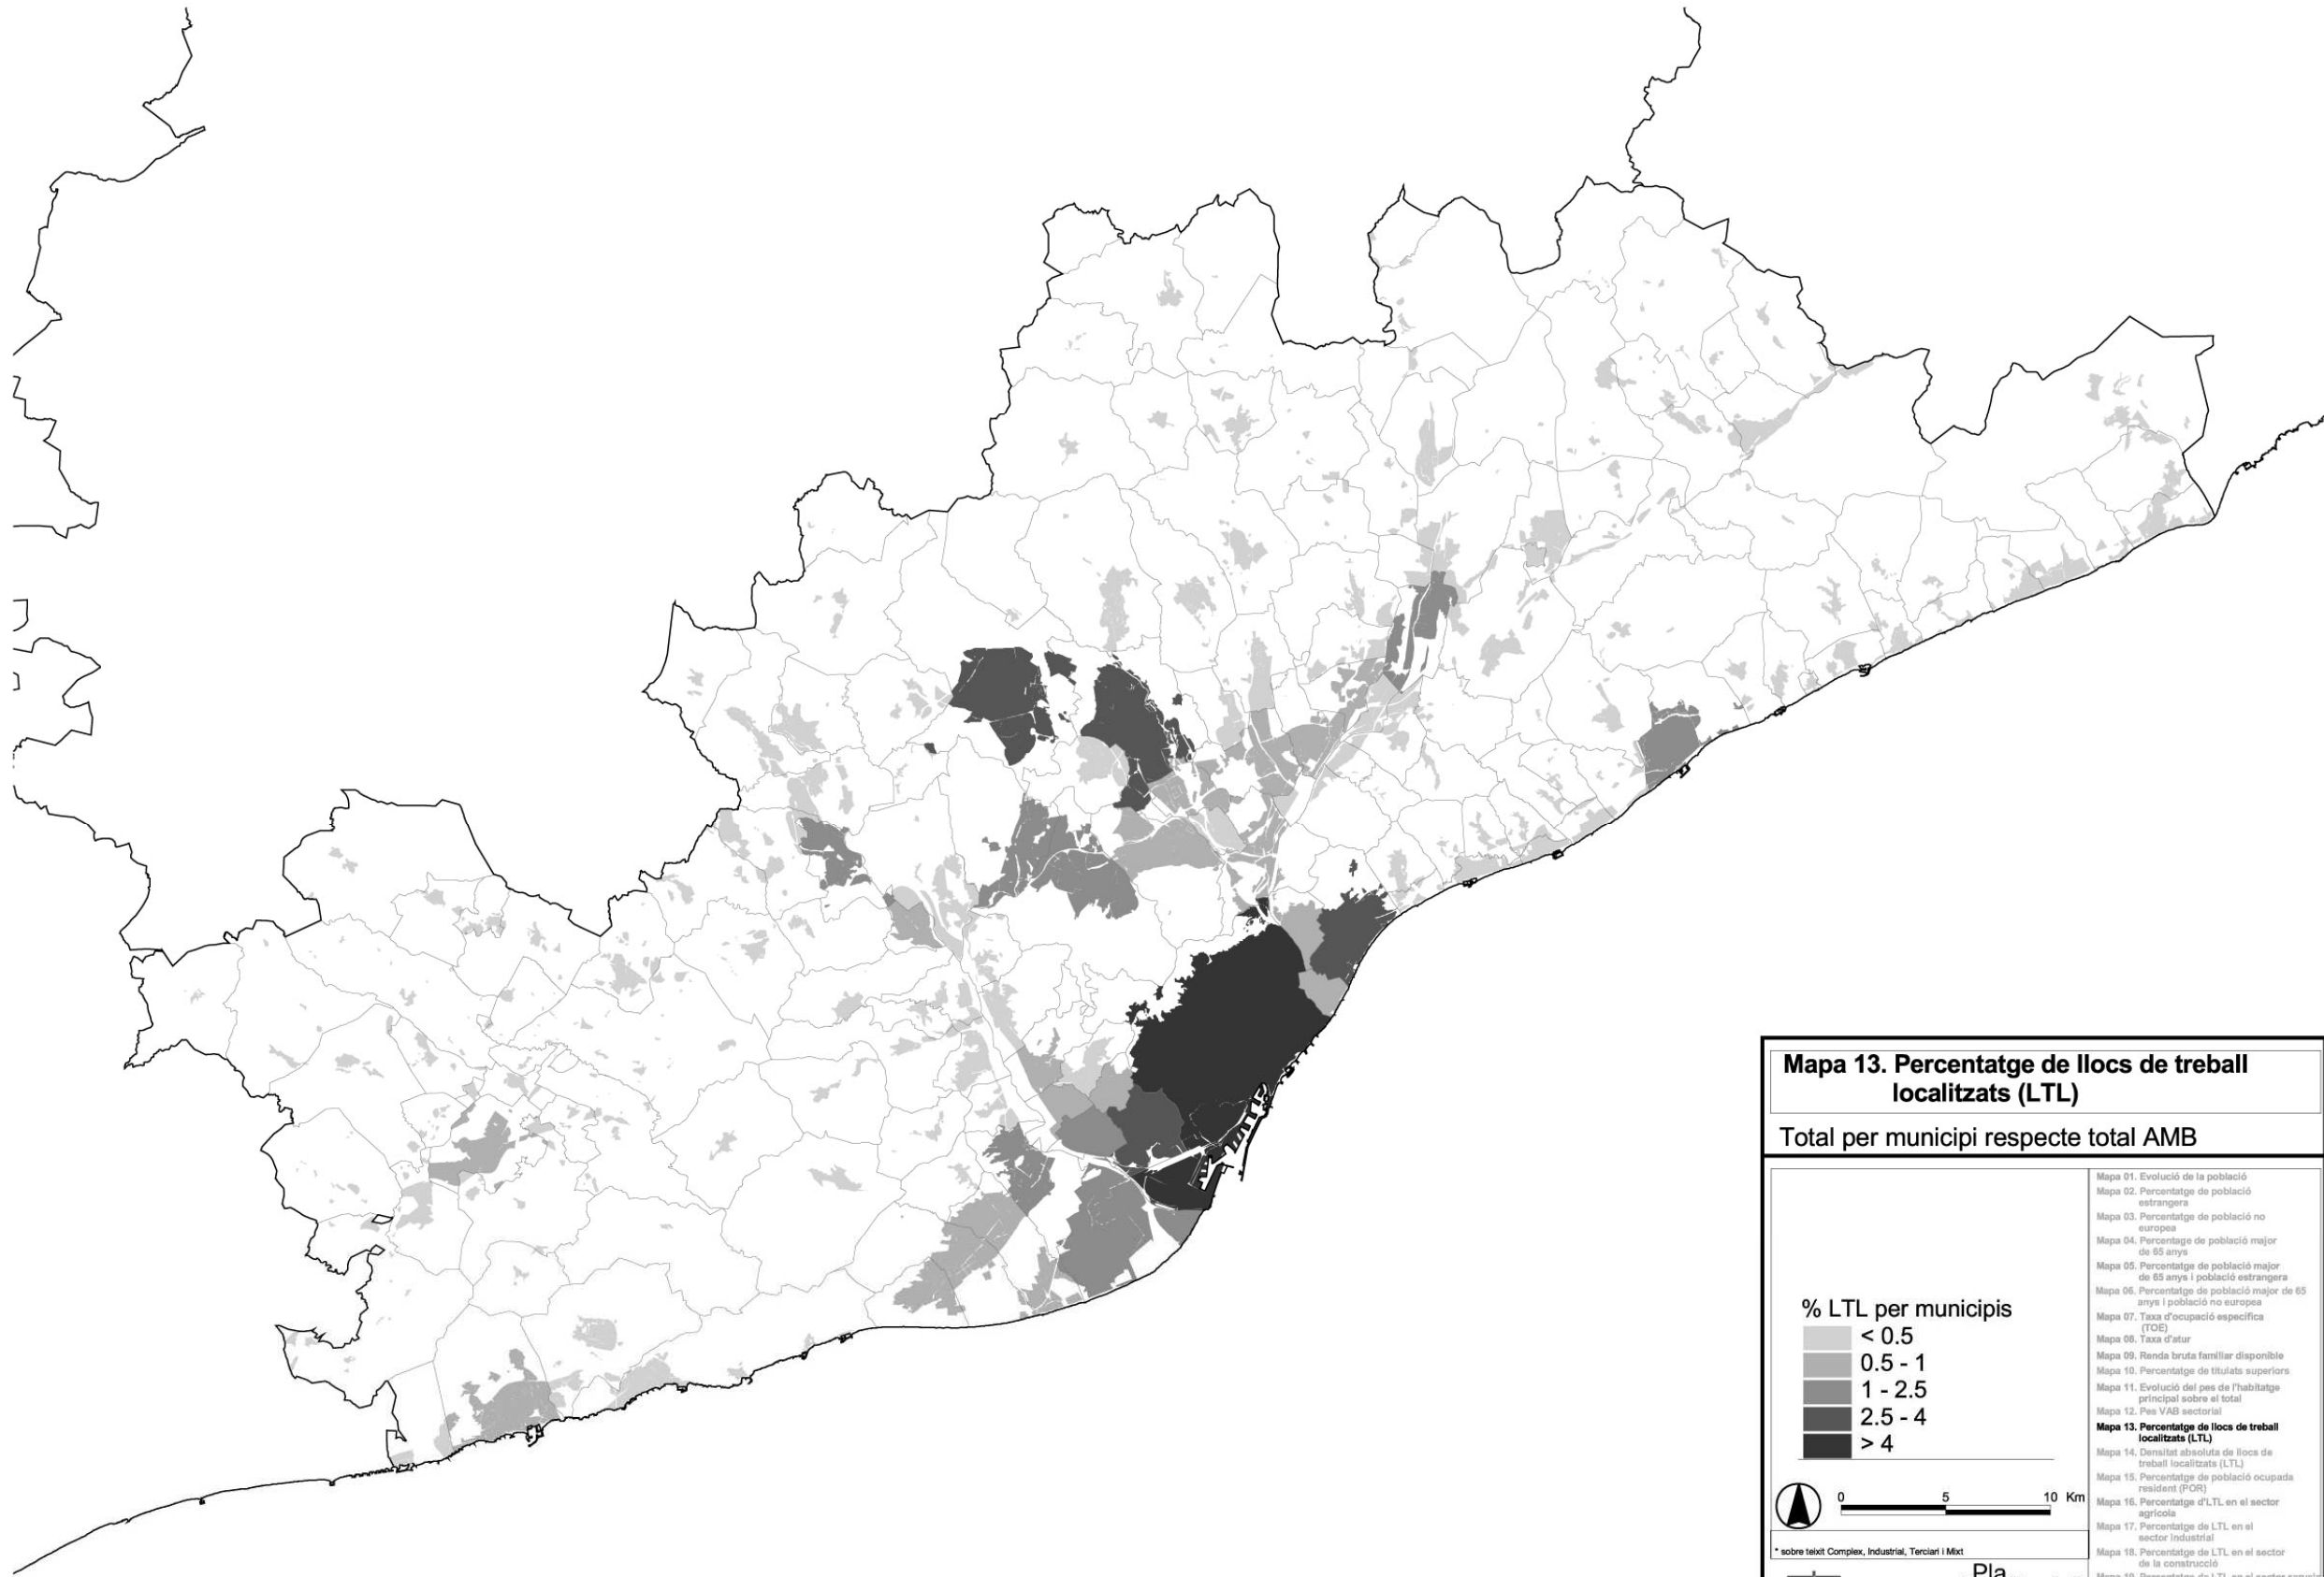 Mapa 13. Percentatge de llocs de treball
localitzats (LTL)
Total per municipi respecte total AMB
% LTL per municipis
< 0.5
0.5 - 1
1 - 2.5
2.5 - 4
> 4
0 5 10 Km
* sobre teixit Complex, Industrial, Terciari i Mixt
Pla
Mapa 01. Evolució de la població
Mapa 02. Percentatge de població
estrangera
Mapa 03. Percentatge de població no
europea
Mapa 04. Percentage de població major
de 65 anys
Mapa 05. Percentatge de població major
de 65 anys i població estrangera
Mapa 06. Percentatge de població major de 65
anys i població no europea
Mapa 07. Taxa d'ocupació específica
(TOE)
Mapa 08. Taxa d'atur
Mapa 09. Renda bruta familiar disponible
Mapa 10. Percentatge de titulats superiors
Mapa 11. Evolució del pes de l'habitatge
principal sobre el total
Mapa 12. Pes VAB sectorial
Mapa 13. Percentatge de llocs de treball
localitzats (LTL)
Mapa 14. Densitat absoluta de llocs de
treball localitzats (LTL)
Mapa 15. Percentatge de població ocupada
resident (POR)
Mapa 16. Percentatge d'LTL en el sector
agrícola
Mapa 17. Percentatge de LTL en el
sector industrial
Mapa 18. Percentatge de LTL en el sector
de la construcció